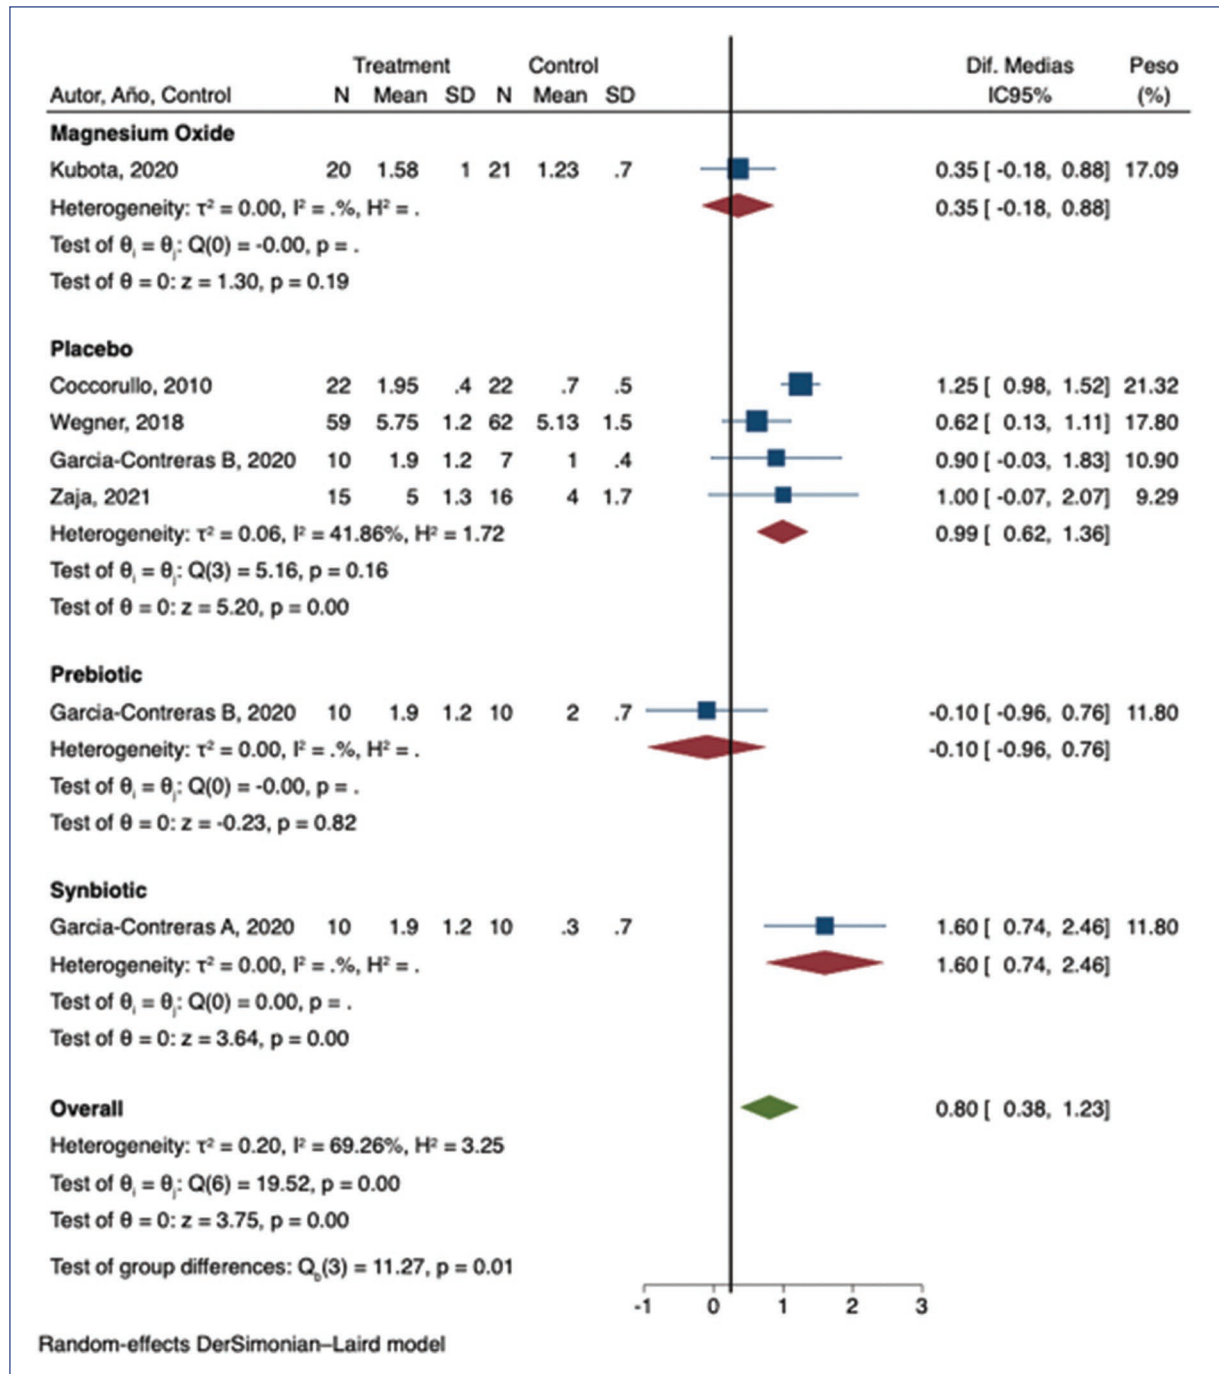 Treatment Control Dif. Medias Peso
Autor, Año, Control N Mean SD N Mean SD IC95% (%)
Magnesium Oxide
Kubota, 2020 20 1.58 1 21 1.23 .7 0.35 [ -0.18, 0.88] 17.09
Heterogeneity: τ² = 0.00, I² = .%, H² = . 0.35 [ -0.18, 0.88]
Test of θᵢ = θⱼ: Q(0) = -0.00, p = .
Test of θ = 0: z = 1.30, p = 0.19
Placebo
Coccorullo, 2010 22 1.95 .4 22 .7 .5 1.25 [ 0.98, 1.52] 21.32
Wegner, 2018 59 5.75 1.2 62 5.13 1.5 0.62 [ 0.13, 1.11] 17.80
Garcia-Contreras B, 2020 10 1.9 1.2 7 1 .4 0.90 [ -0.03, 1.83] 10.90
Zaja, 2021 15 5 1.3 16 4 1.7 1.00 [ -0.07, 2.07] 9.29
Heterogeneity: τ² = 0.06, I² = 41.86%, H² = 1.72 0.99 [ 0.62, 1.36]
Test of θᵢ = θⱼ: Q(3) = 5.16, p = 0.16
Test of θ = 0: z = 5.20, p = 0.00
Prebiotic
Garcia-Contreras B, 2020 10 1.9 1.2 10 2 .7 -0.10 [ -0.96, 0.76] 11.80
Heterogeneity: τ² = 0.00, I² = .%, H² = . -0.10 [ -0.96, 0.76]
Test of θᵢ = θⱼ: Q(0) = -0.00, p = .
Test of θ = 0: z = -0.23, p = 0.82
Synbiotic
Garcia-Contreras A, 2020 10 1.9 1.2 10 .3 .7 1.60 [ 0.74, 2.46] 11.80
Heterogeneity: τ² = 0.00, I² = .%, H² = . 1.60 [ 0.74, 2.46]
Test of θᵢ = θⱼ: Q(0) = 0.00, p = .
Test of θ = 0: z = 3.64, p = 0.00
Overall 0.80 [ 0.38, 1.23]
Heterogeneity: τ² = 0.20, I² = 69.26%, H² = 3.25
Test of θᵢ = θⱼ: Q(6) = 19.52, p = 0.00
Test of θ = 0: z = 3.75, p = 0.00
Test of group differences: Q_b(3) = 11.27, p = 0.01
-1 0 1 2 3
Random-effects DerSimonian–Laird model